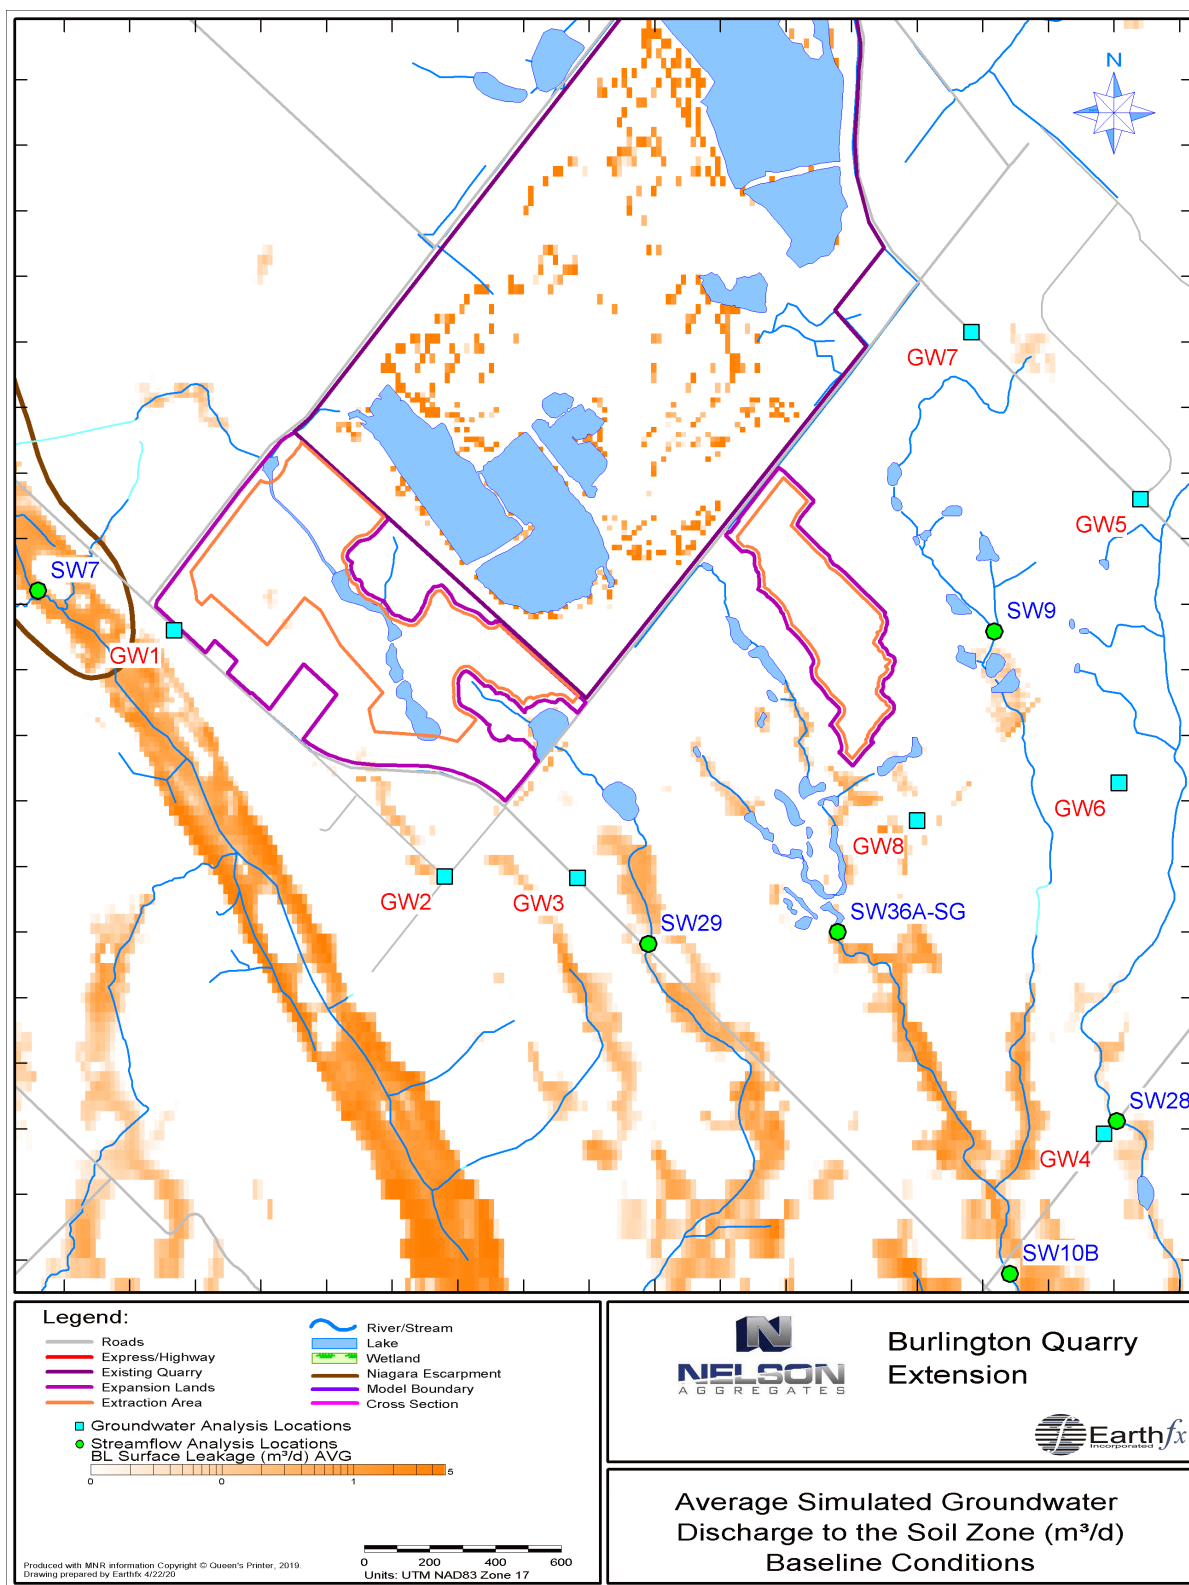 N
GW7
GW5
SW7
SW9
GW1
GW6
GW8
GW2
GW3
SW36A-SG
SW29
SW28
GW4
SW10B
Legend:
Roads
Express/Highway
Existing Quarry
Expansion Lands
Extraction Area
River/Stream
Lake
Wetland
Niagara Escarpment
Model Boundary
Cross Section
Groundwater Analysis Locations
Streamflow Analysis Locations
BL Surface Leakage (m³/d) AVG
0 0 1 5
Produced with MNR information Copyright © Queen's Printer, 2019.
Drawing prepared by Earthfx 4/22/20
0 200 400 600
Units: UTM NAD83 Zone 17
N
NELSON
AGGREGATES
Burlington Quarry
Extension
Earthfx
Incorporated
Average Simulated Groundwater
Discharge to the Soil Zone (m³/d)
Baseline Conditions